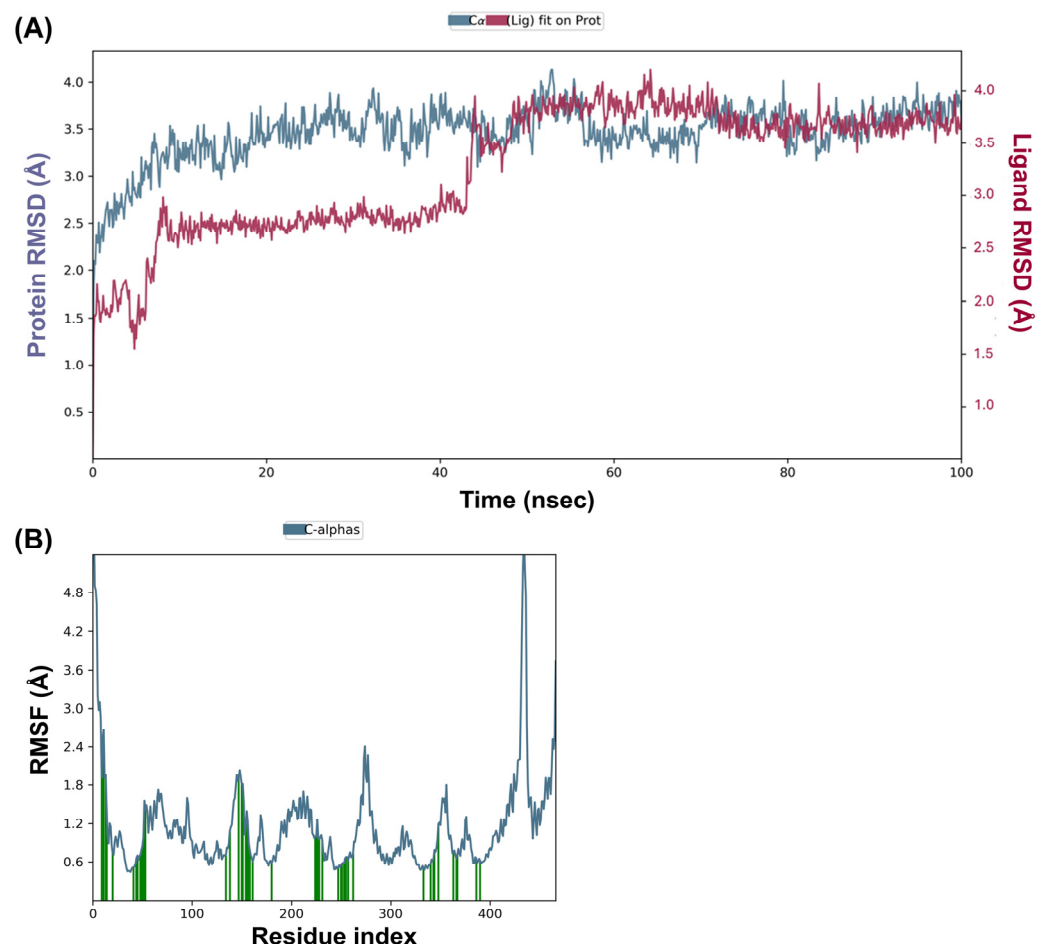 (A)
Cα (Lig) fit on Prot
Protein RMSD (Å)
4.0
3.5
3.0
2.5
2.0
1.5
1.0
0.5
4.0
3.5
3.0
2.5
2.0
1.5
1.0
Ligand RMSD (Å)
0 20 40 60 80 100
Time (nsec)
(B)
C-alphas
RMSF (Å)
4.8
4.2
3.6
3.0
2.4
1.8
1.2
0.6
0 100 200 300 400
Residue index